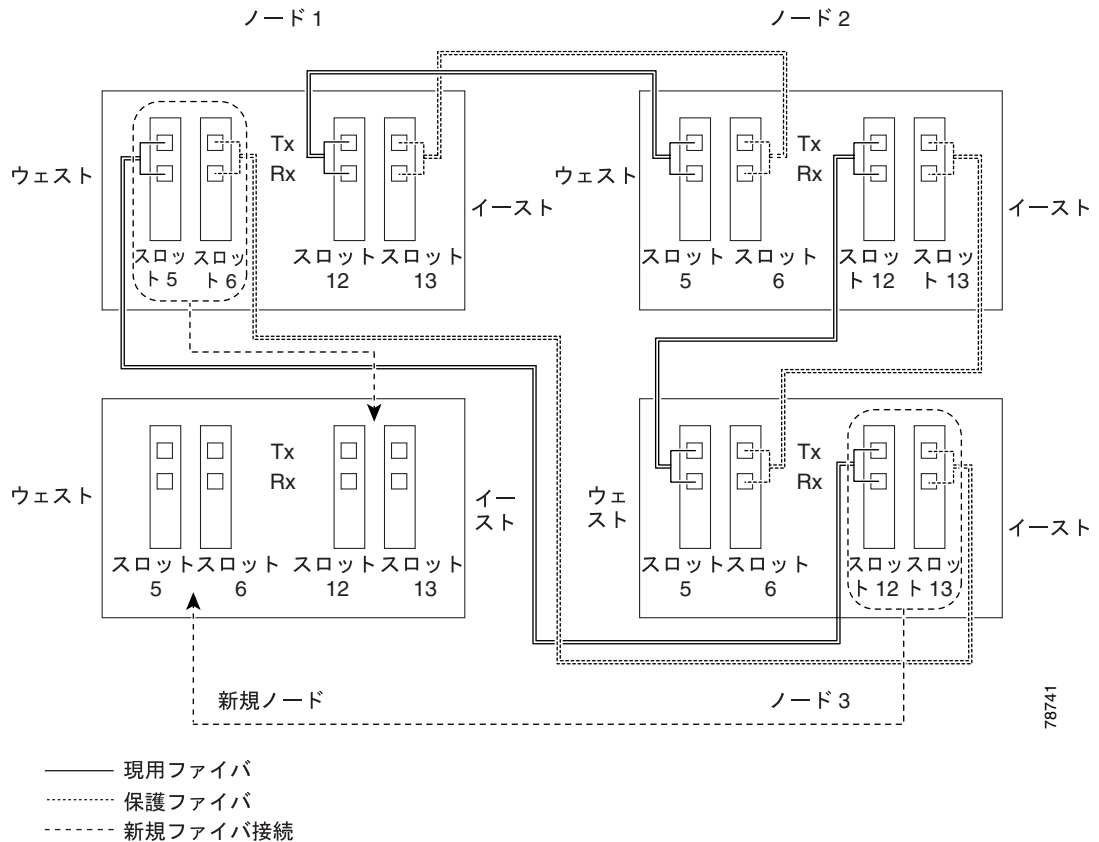 ノード 1
ノード 2
ウェスト
Tx
Rx
イースト
スロッ
ト 5
スロッ
ト 6
スロット
12
スロット
13
ウェスト
Tx
Rx
イースト
スロット
5
スロット
6
スロッ
ト 12
スロッ
ト 13
ウェスト
Tx
Rx
イー
スト
スロット
5
スロット
6
スロット
12
スロット
13
ウェ
スト
Tx
Rx
イースト
スロット
5
スロット
6
スロッ
ト 12
スロッ
ト 13
新規ノード
ノード 3
78741
現用ファイバ
保護ファイバ
新規ファイバ接続